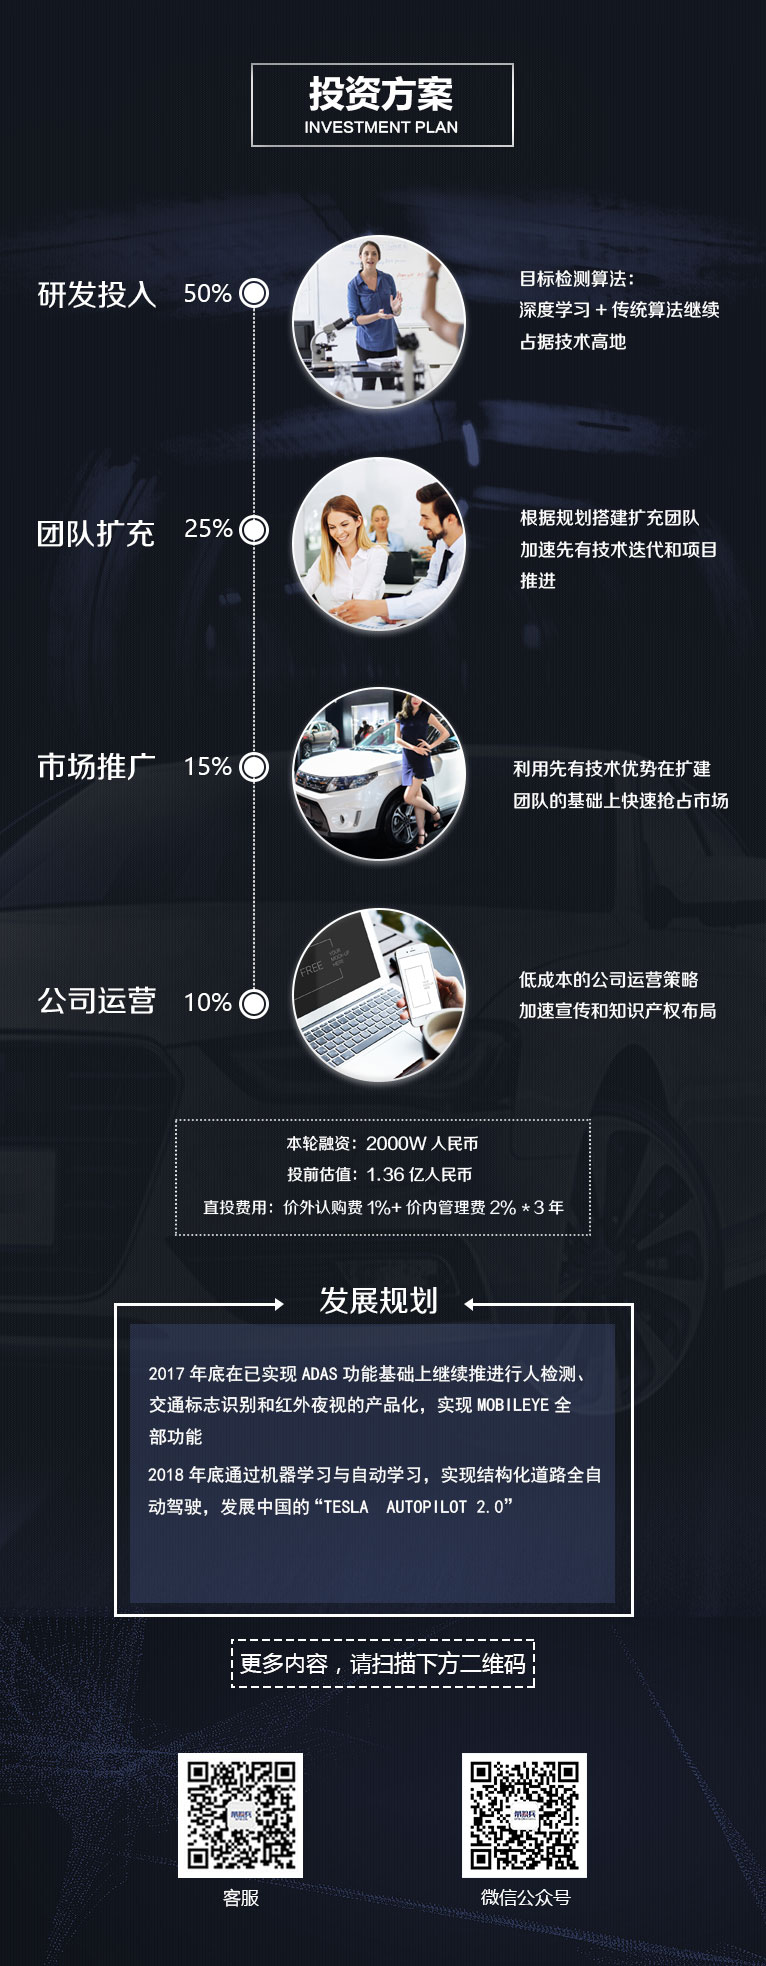 投资方案
INVESTMENT PLAN
研发投入 50%
目标检测算法：
深度学习 + 传统算法继续
占据技术高地
团队扩充 25%
根据规划搭建扩充团队
加速先有技术迭代和项目
推进
市场推广 15%
利用先有技术优势在扩建
团队的基础上快速抢占市场
FREE
YOUR
MOCK-UP
HERE
公司运营 10%
低成本的公司运营策略
加速宣传和知识产权布局
本轮融资：2000W 人民币
投前估值：1.36 亿人民币
直投费用：价外认购费 1%+ 价内管理费 2% * 3 年
发展规划
2017 年底在已实现 ADAS 功能基础上继续推进行人检测、
交通标志识别和红外夜视的产品化，实现 MOBILEYE 全
部功能
2018 年底通过机器学习与自动学习，实现结构化道路全自
动驾驶，发展中国的“TESLA AUTOPILOT 2.0”
更多内容，请扫描下方二维码
客服
微信公众号